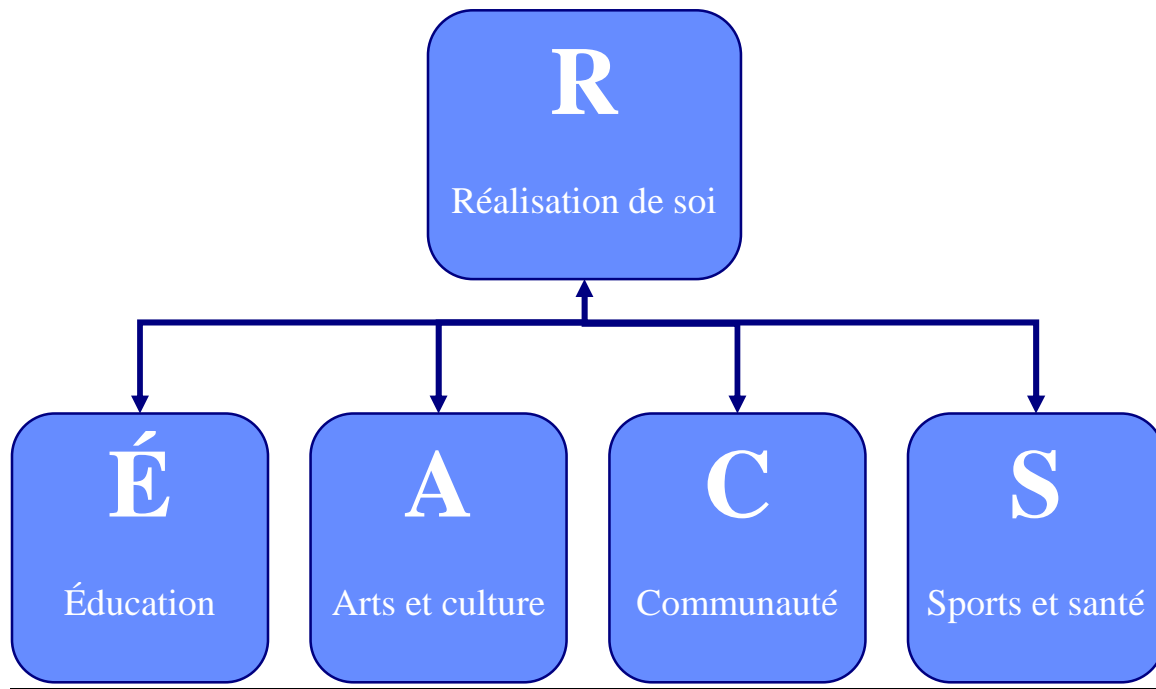 R
Réalisation de soi
É
A
C
S
Éducation
Arts et culture
Communauté
Sports et santé